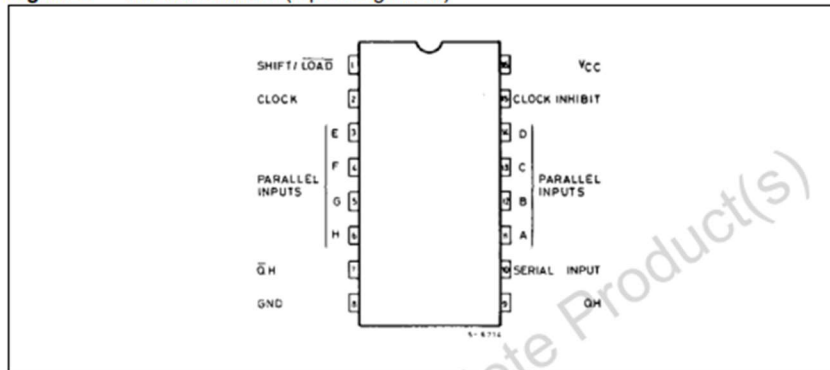 SHIFT/ LOAD 1
CLOCK 2
E 3
F 4
PARALLEL
INPUTS
G 5
H 6
Q̅H 7
GND 8
16 VCC
15 CLOCK INHIBIT
14 D
13 C
PARALLEL
INPUTS
12 B
11 A
10 SERIAL INPUT
9 QH
Product(s)